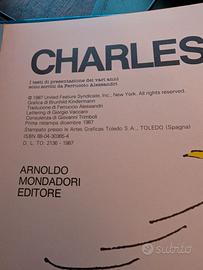 CHARLES
I testi di presentazione dei vari anni
sono scritti da Ferruccio Alessandri
© 1987 United Feature Syndicate, Inc., New York. All rights reserved.
Grafica di Brunhild Kindermann
Traduzione di Ferruccio Alessandri
Lettering di Giorgio Vaccaro
Consulenza di Giovanni Trimboli
Prima ristampa dicembre 1987
Stampato presso le Artes Graficas Toledo S.A., TOLEDO (Spagna)
ISBN 88-04-30365-4
D. L. TO: 2136 - 1987
ARNOLDO
MONDADORI
EDITORE
subito